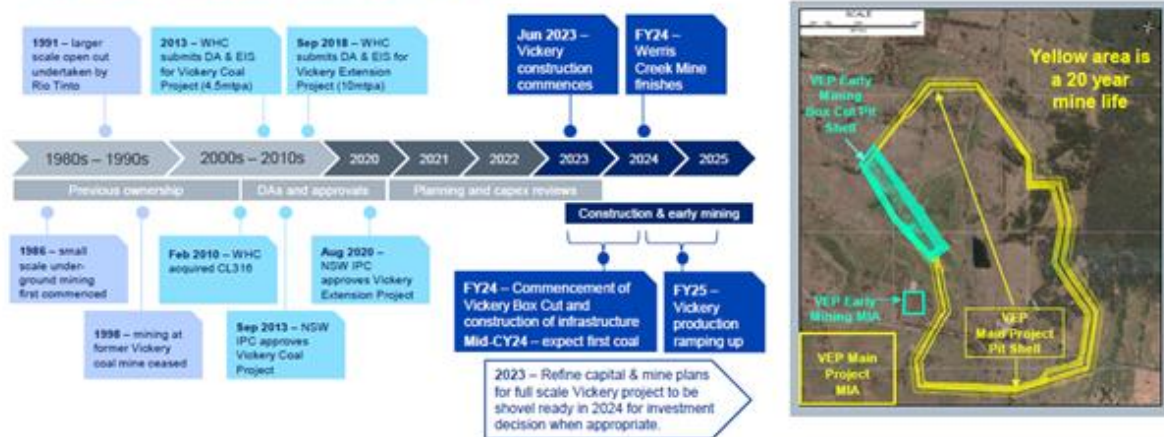 1991 – larger
scale open cut
undertaken by
Rio Tinto
2013 – WHC
submits DA & EIS
for Vickery Coal
Project (4.5mtpa)
Sep 2018 – WHC
submits DA & EIS for
Vickery Extension
Project (10mtpa)
Jun 2023 –
Vickery
construction
commences
FY24 –
Werris
Creek Mine
finishes
1980s – 1990s
2000s – 2010s
2020
2021
2022
2023
2024
2025
Previous ownership
DAs and approvals
Planning and capex reviews
Construction & early mining
1986 – small
scale under-
ground mining
first commenced
1998 – mining at
former Vickery
coal mine ceased
Feb 2010 – WHC
acquired CL316
Sep 2013 – NSW
IPC approves
Vickery Coal
Project
Aug 2020 –
NSW IPC
approves Vickery
Extension Project
FY24 – Commencement of
Vickery Box Cut and
construction of infrastructure
Mid-CY24 – expect first coal
FY25 –
Vickery
production
ramping up
2023 – Refine capital & mine plans
for full scale Vickery project to be
shovel ready in 2024 for investment
decision when appropriate.
SCALE
Yellow area is
a 20 year
mine life
VEP Early
Mining
Box Cut Pit
Shell
VEP Early
Mining MIA
VEP
Main Project
Pit Shell
VEP Main
Project
MIA